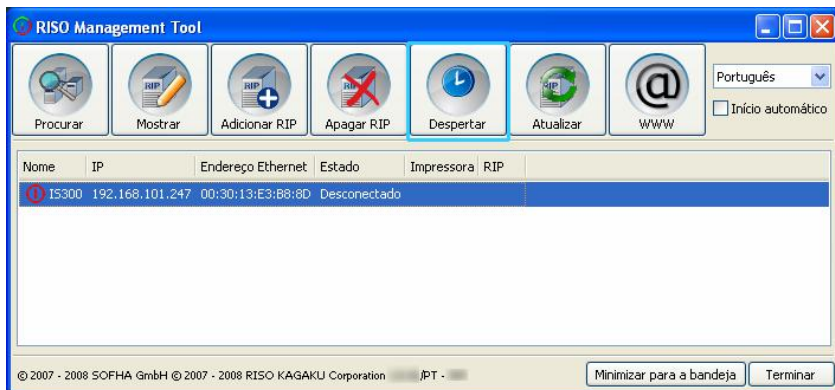 RISO Management Tool
Procurar Mostrar Adicionar RIP Apagar RIP Despertar Atualizar WWW
Português
Início automático
Nome IP Endereço Ethernet Estado Impressora RIP
IS300 192.168.101.247 00:30:13:E3:B8:8D Desconectado
© 2007 - 2008 SOFHA GmbH © 2007 - 2008 RISO KAGAKU Corporation /PT -
Minimizar para a bandeja Terminar